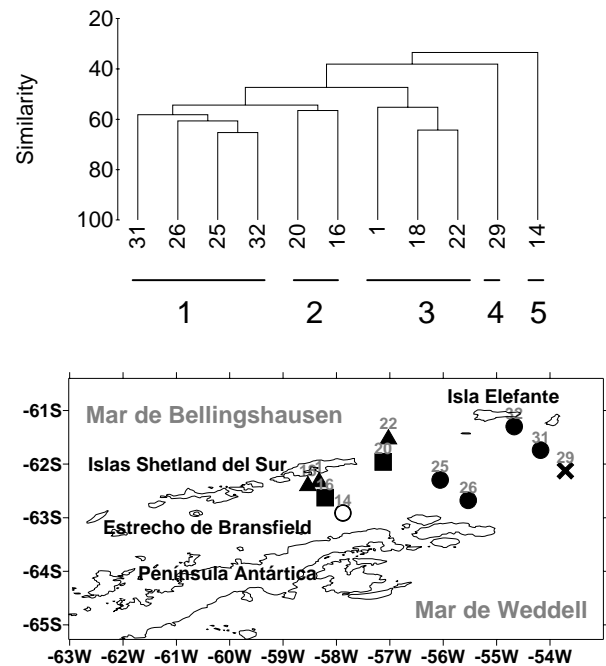 20
40
60
80
100
Similarity
31 26 25 32 20 16 1 18 22 29 14
1 2 3 4 5
-61S
-62S
-63S
-64S
-65S
Isla Elefante
Mar de Bellingshausen
22
32
31
20
29
Islas Shetland del Sur
18 1
25
16
26
14
Estrecho de Bransfield
Península Antártica
Mar de Weddell
-63W -62W -61W -60W -59W -58W -57W -56W -55W -54W